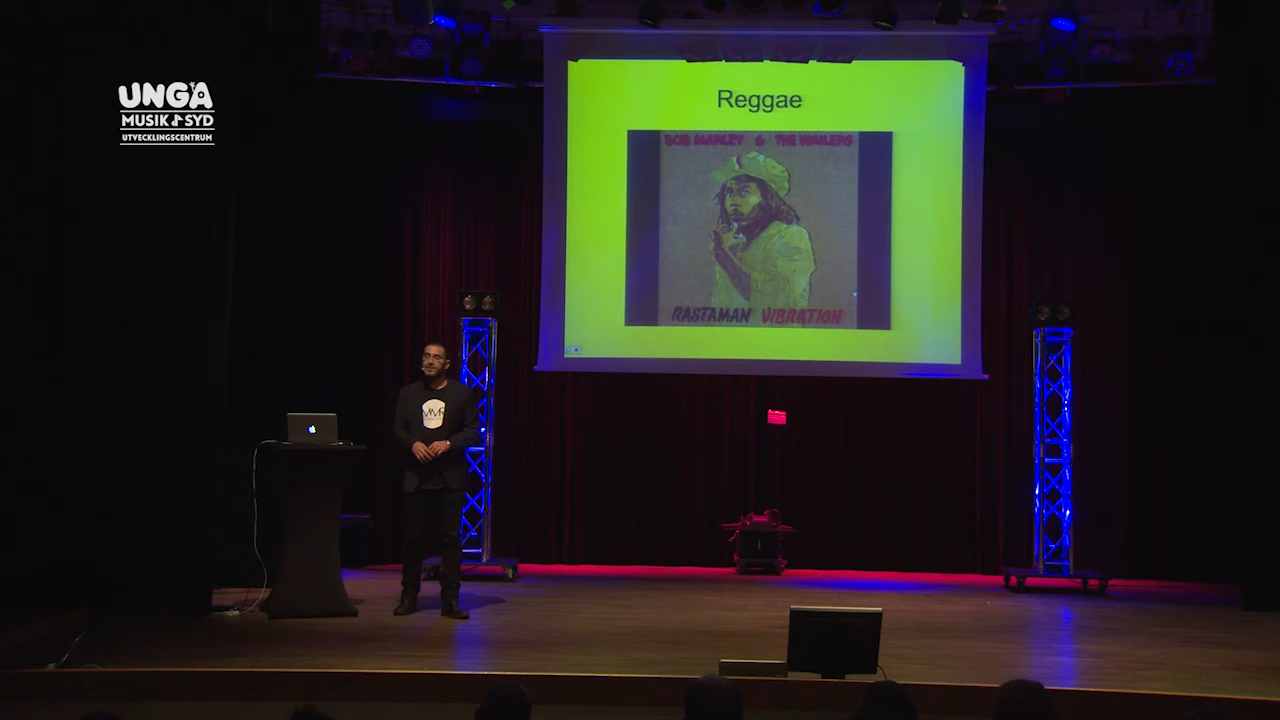 UNGA
MUSIK SYD
UTVECKLINGSCENTRUM
Reggae
BOB MARLEY & THE WAILERS
RASTAMAN VIBRATION